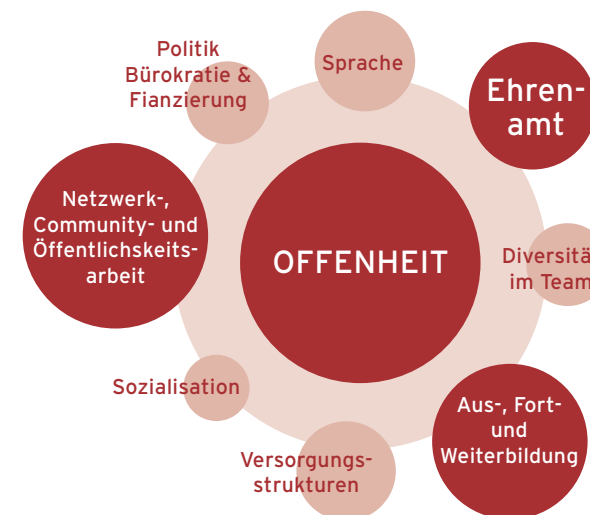 Politik
Bürokratie &
Fianzierung
Sprache
Ehren-
amt
Netzwerk-,
Community- und
Öffentlichskeits-
arbeit
OFFENHEIT
Diversitä
im Team
Sozialisation
Aus-, Fort-
und
Weiterbildung
Versorgungs-
strukturen